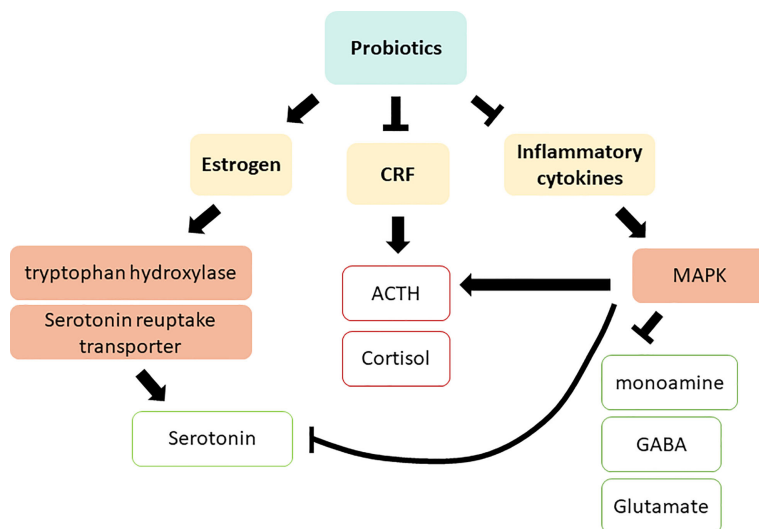 Probiotics
Estrogen
CRF
Inflammatory
cytokines
tryptophan hydroxylase
Serotonin reuptake
transporter
ACTH
Cortisol
MAPK
monoamine
GABA
Glutamate
Serotonin